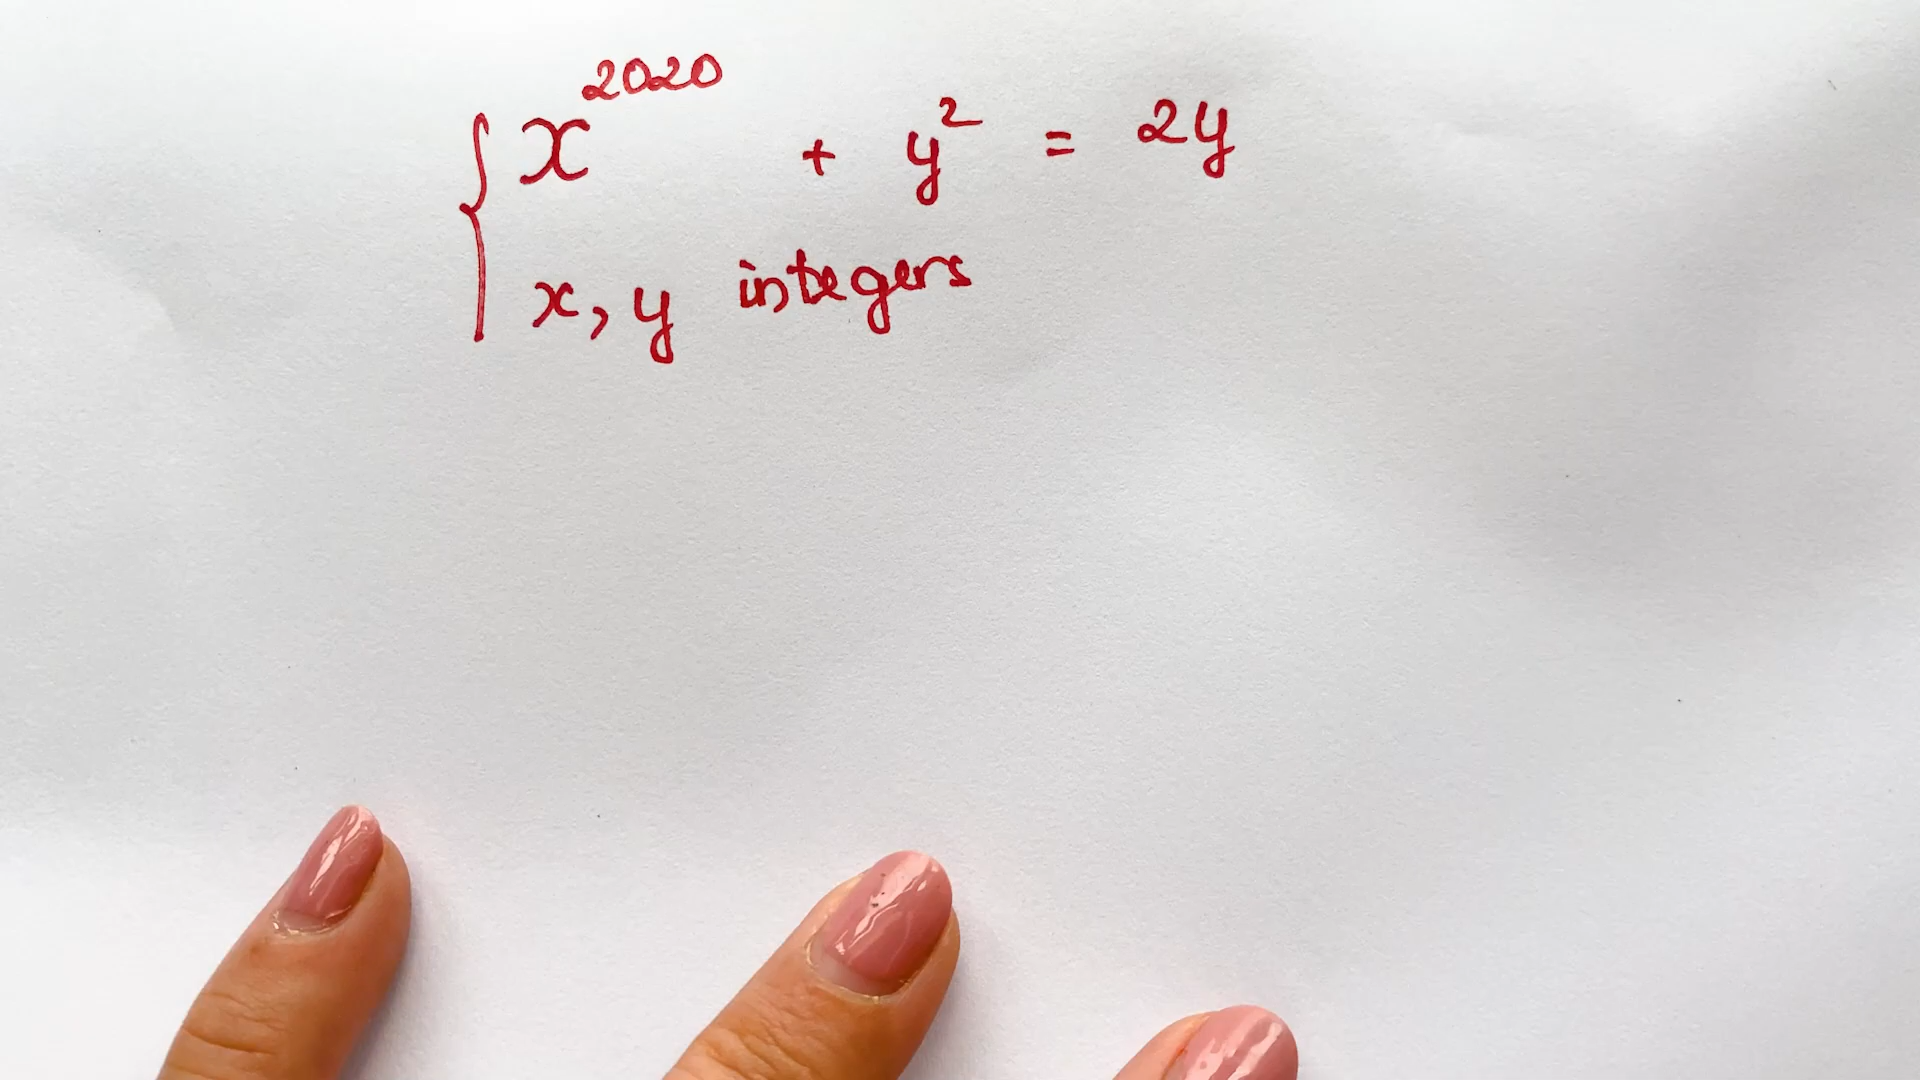 x^2020 + y^2 = 2y
x, y integers